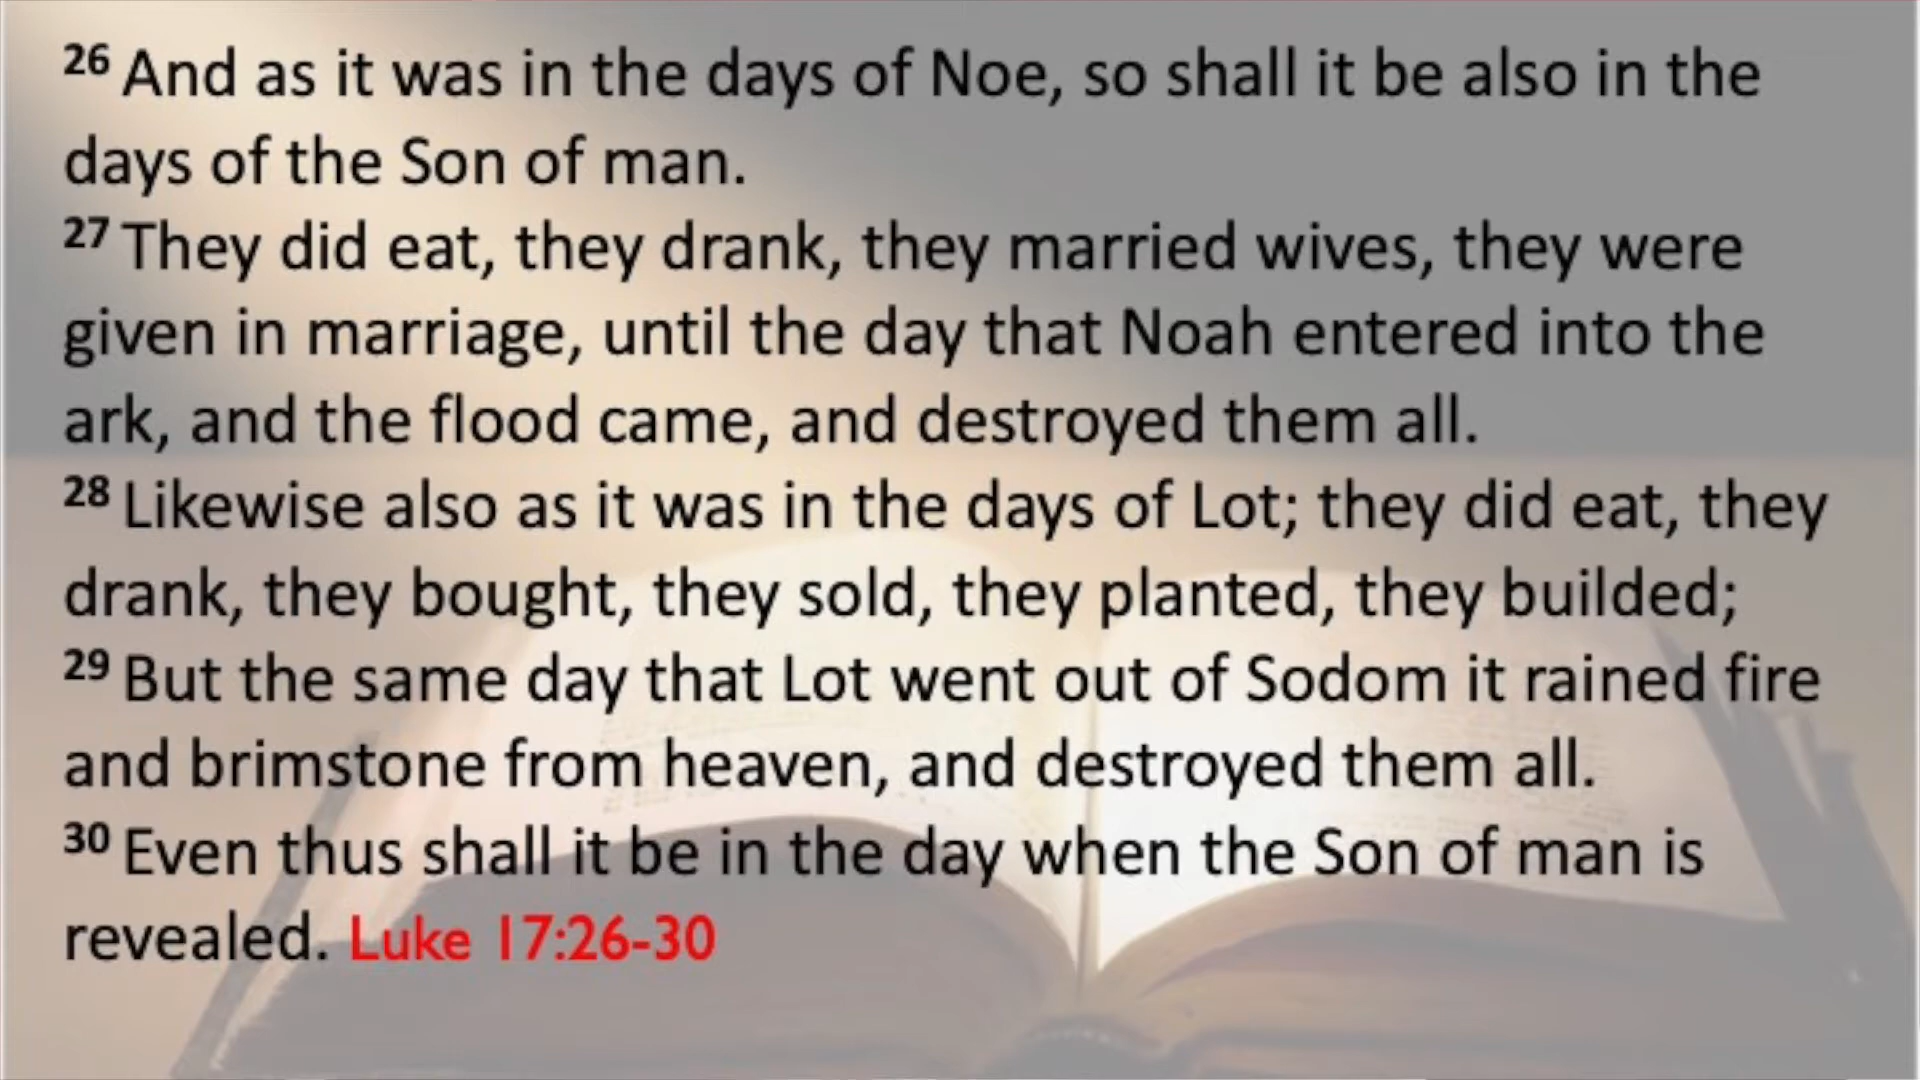 26 And as it was in the days of Noe, so shall it be also in the
days of the Son of man.
27 They did eat, they drank, they married wives, they were
given in marriage, until the day that Noah entered into the
ark, and the flood came, and destroyed them all.
28 Likewise also as it was in the days of Lot; they did eat, they
drank, they bought, they sold, they planted, they builded;
29 But the same day that Lot went out of Sodom it rained fire
and brimstone from heaven, and destroyed them all.
30 Even thus shall it be in the day when the Son of man is
revealed. Luke 17:26-30